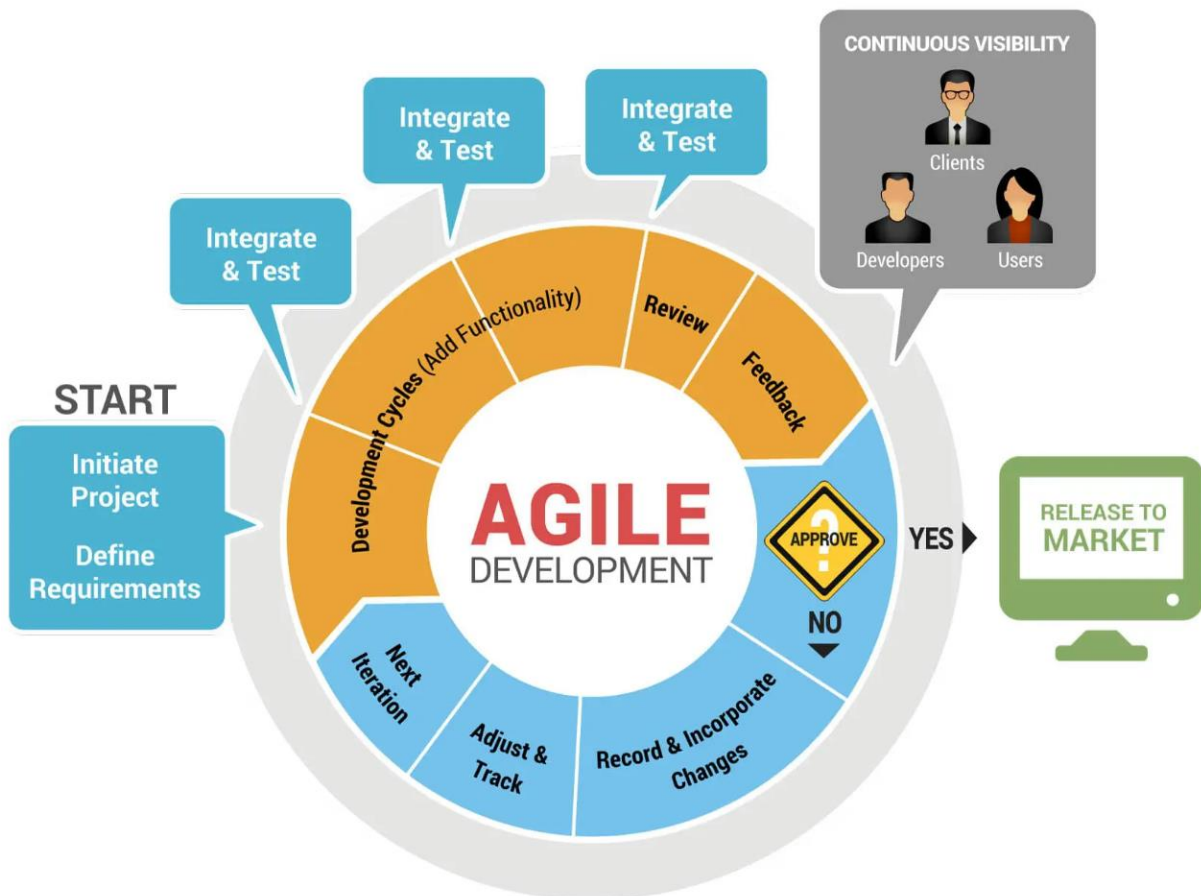 START
Initiate
Project
Define
Requirements
Integrate
& Test
Integrate
& Test
Integrate
& Test
CONTINUOUS VISIBILITY
Clients
Developers
Users
Development Cycles (Add Functionality)
Review
Feedback
AGILE
DEVELOPMENT
?
APPROVE
YES
NO
RELEASE TO
MARKET
Record & Incorporate
Changes
Adjust &
Track
Next
Iteration